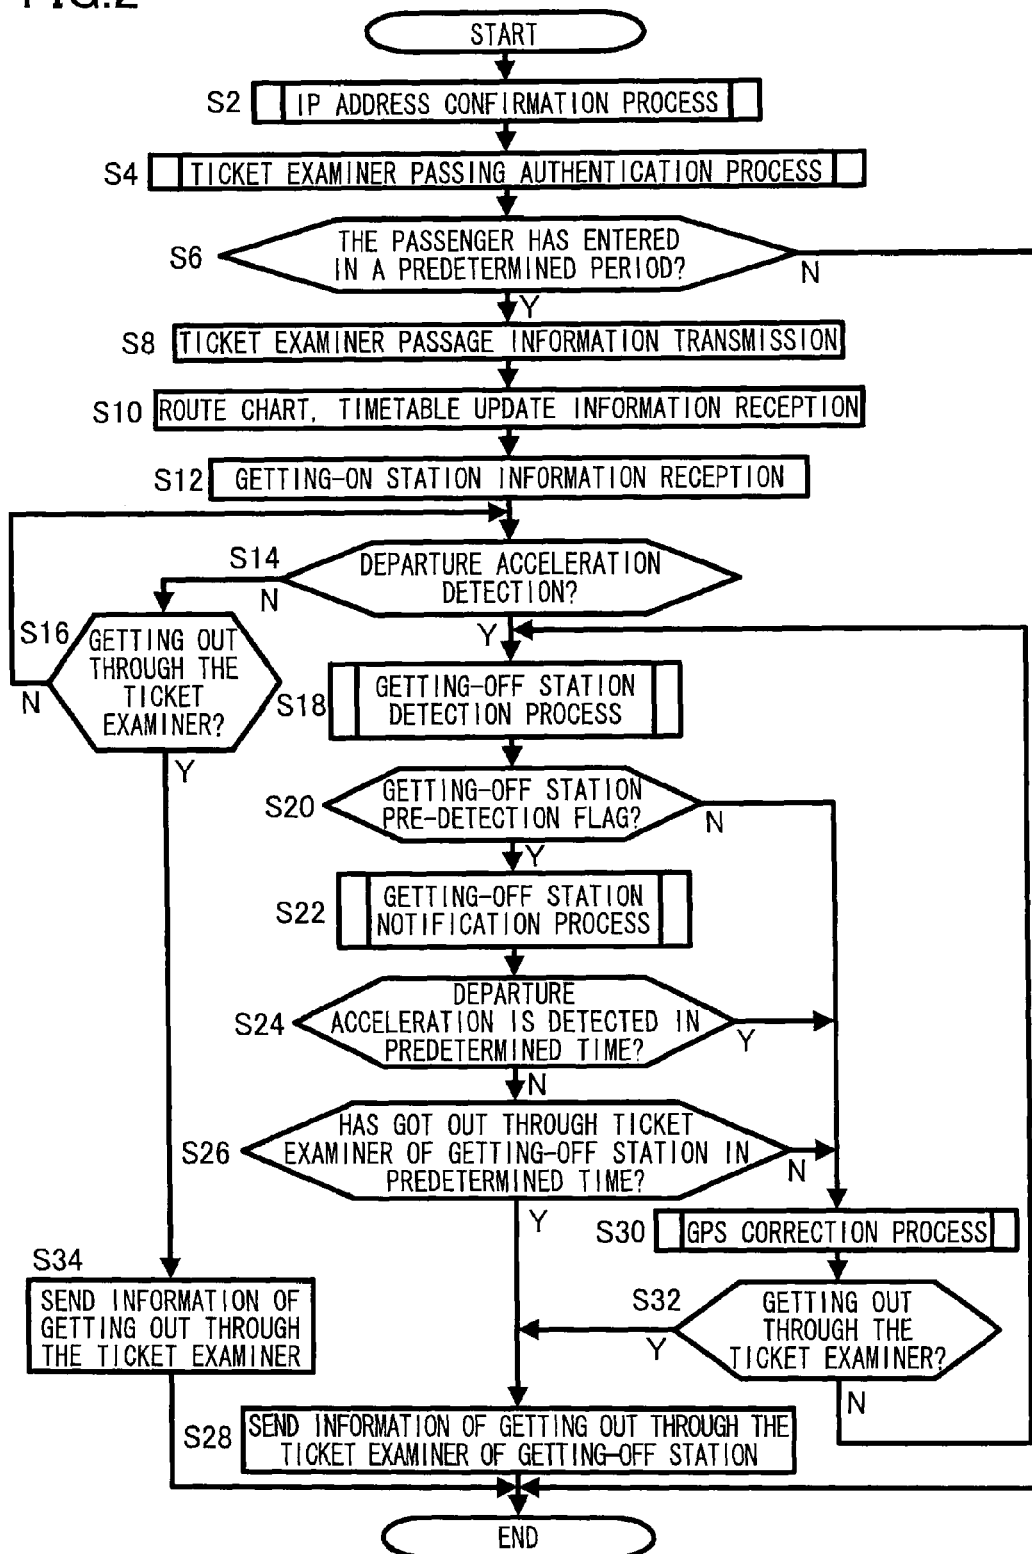 FIG.2
START
S2
IP ADDRESS CONFIRMATION PROCESS
S4
TICKET EXAMINER PASSING AUTHENTICATION PROCESS
S6
THE PASSENGER HAS ENTERED
IN A PREDETERMINED PERIOD?
N
Y
S8
TICKET EXAMINER PASSAGE INFORMATION TRANSMISSION
S10
ROUTE CHART, TIMETABLE UPDATE INFORMATION RECEPTION
S12
GETTING-ON STATION INFORMATION RECEPTION
S14
DEPARTURE ACCELERATION
DETECTION?
N
Y
S16
GETTING OUT
THROUGH THE
TICKET
EXAMINER?
N
Y
S18
GETTING-OFF STATION
DETECTION PROCESS
S20
GETTING-OFF STATION
PRE-DETECTION FLAG?
N
Y
S22
GETTING-OFF STATION
NOTIFICATION PROCESS
S24
DEPARTURE
ACCELERATION IS DETECTED IN
PREDETERMINED TIME?
Y
N
S26
HAS GOT OUT THROUGH TICKET
EXAMINER OF GETTING-OFF STATION IN
PREDETERMINED TIME?
N
Y
S30
GPS CORRECTION PROCESS
S34
SEND INFORMATION OF
GETTING OUT THROUGH
THE TICKET EXAMINER
S32
GETTING OUT
THROUGH THE
TICKET EXAMINER?
Y
N
S28
SEND INFORMATION OF GETTING OUT THROUGH THE
TICKET EXAMINER OF GETTING-OFF STATION
END